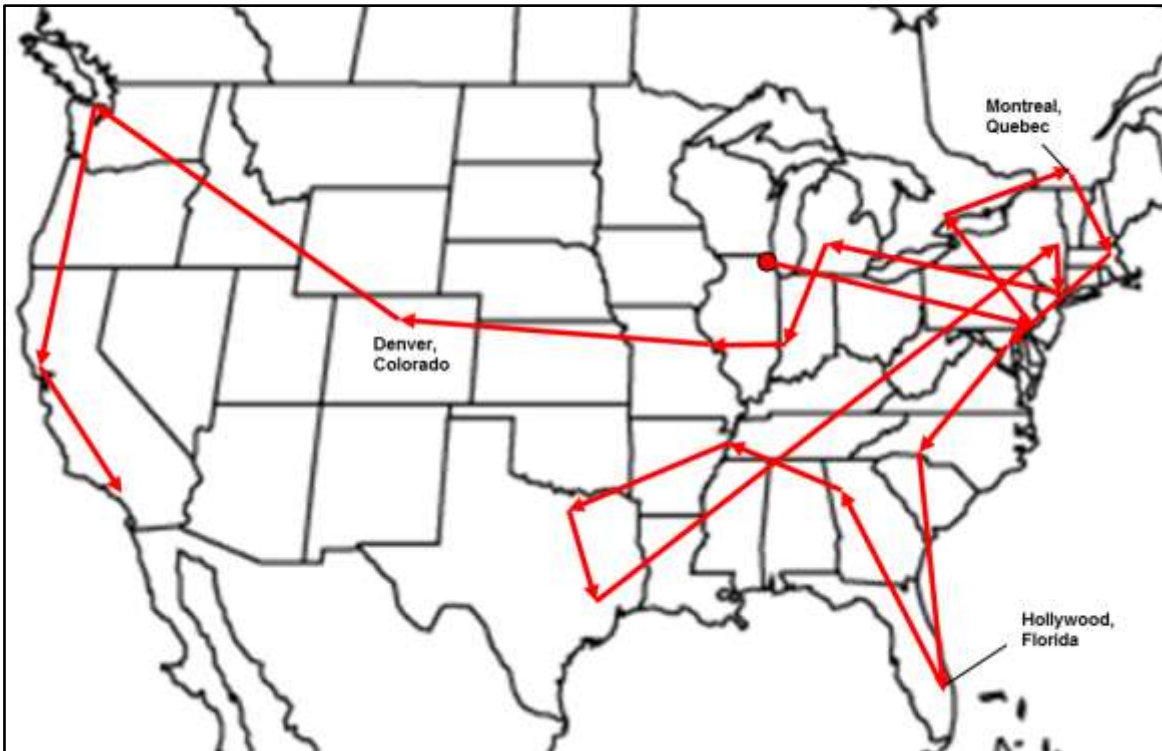 Montreal,
Quebec
Denver,
Colorado
Hollywood,
Florida